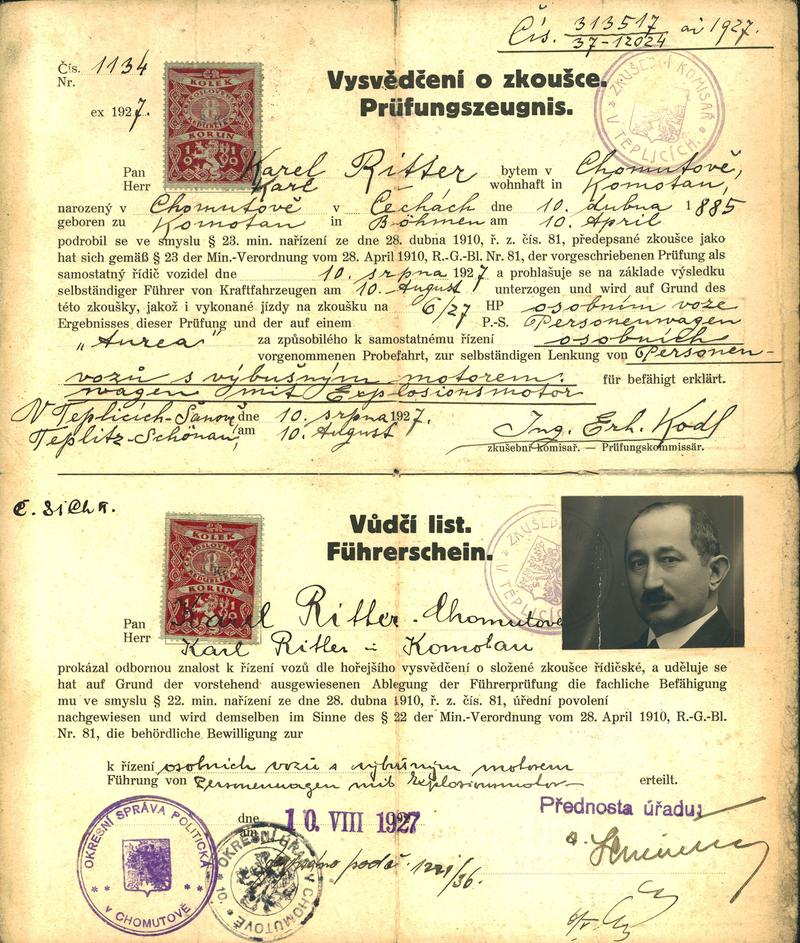 Čís. 313517
37-12024 ai 1927.
Čís. 1134
Nr.
ex 1927.
KOLEK
KORUN
Vysvědčení o zkoušce.
Prüfungszeugnis.
ZKUŠEBNÍ KOMISAŘ V TEPLICÍCH.
Pan Karel Ritter bytem v Chomutově,
Herr Karl wohnhaft in Komotau,
narozený v Chomutově v Čechách dne 10. dubna 1885
geboren zu Komotau in Böhmen am 10. April
podrobil se ve smyslu § 23. min. nařízení ze dne 28. dubna 1910, ř. z. čís. 81, předepsané zkoušce jako
hat sich gemäß § 23 der Min.-Verordnung vom 28. April 1910, R.-G.-Bl. Nr. 81, der vorgeschriebenen Prüfung als
samostatný řidič vozidel dne 10. srpna 1927 a prohlašuje se na základe výsledku
selbständiger Führer von Kraftfahrzeugen am 10. August unterzogen und wird auf Grund des
této zkoušky, jakož i vykonané jízdy na zkoušku na 6/27 HP osobním voze
Ergebnisses dieser Prüfung und der auf einem P.-S. Personenwagen
„Aurea" za způsobilého k samostatnému řízení osobních
vorgenommenen Probefahrt, zur selbständigen Lenkung von Personen-
vozů s výbušným motorem. für befähigt erklärt.
wagen mit Explosionsmotor
V Teplicích-Šanově dne 10. srpna 1927.
Teplitz-Schönau, am 10. August
Ing. Erh. Kodl
zkušební komisař. — Prüfungskommissär.
KOLEK
KORUN
Vůdčí list.
Führerschein.
Pan Karel Ritter - Chomutov
Herr Karl Ritter - Komotau
prokázal odbornou znalost k řízení vozů dle hořejšího vysvědčení o složené zkoušce řidičské, a uděluje se
hat auf Grund der vorstehend ausgewiesenen Ablegung der Führerprüfung die fachliche Befähigung
mu ve smyslu § 22. min. nařízení ze dne 28. dubna 1910, ř. z. čís. 81, úřední povolení
nachgewiesen und wird demselben im Sinne des § 22 der Min.-Verordnung vom 28. April 1910, R.-G.-Bl.
Nr. 81, die behördliche Bewilligung zur
k řízení osobních vozů s výbušným motorem
Führung von Personenwagen mit Explosionsmotor erteilt.
dne 10. VIII 1927
am
Přednosta úřadu:
OKRESNÍ SPRÁVA POLITICKÁ V CHOMUTOVĚ
OKRESNÍ ÚŘAD V CHOMUTOVĚ 10.